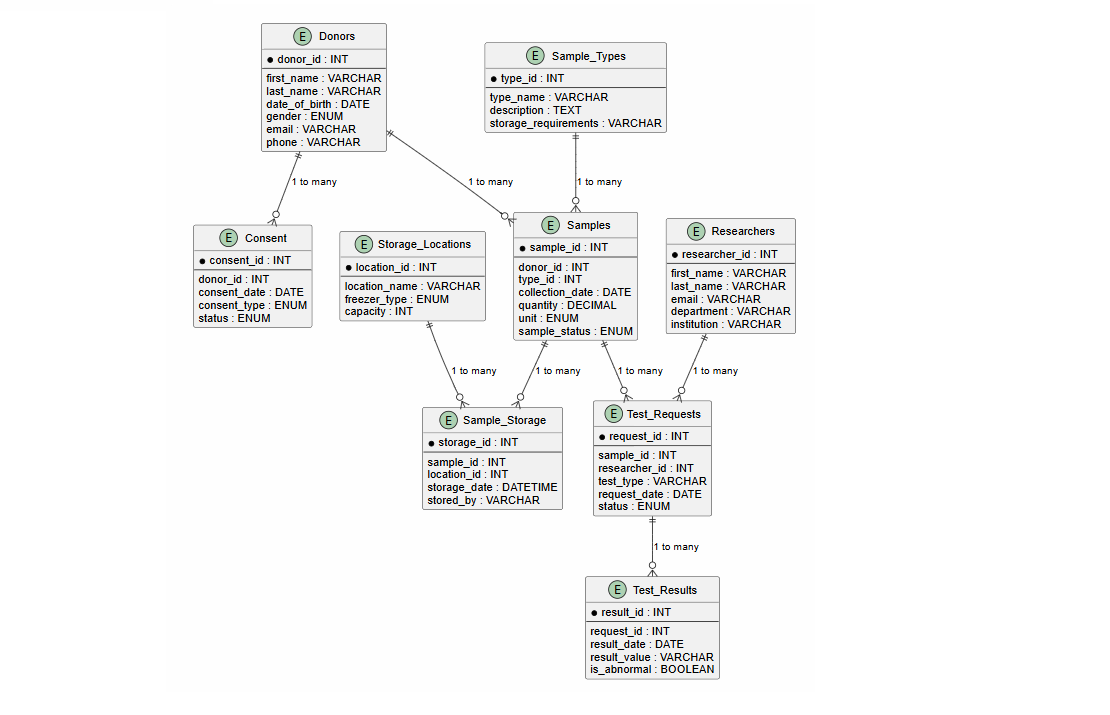 E Donors
donor_id : INT
first_name : VARCHAR
last_name : VARCHAR
date_of_birth : DATE
gender : ENUM
email : VARCHAR
phone : VARCHAR
E Sample_Types
type_id : INT
type_name : VARCHAR
description : TEXT
storage_requirements : VARCHAR
1 to many
1 to many
1 to many
E Consent
consent_id : INT
donor_id : INT
consent_date : DATE
consent_type : ENUM
status : ENUM
E Storage_Locations
location_id : INT
location_name : VARCHAR
freezer_type : ENUM
capacity : INT
E Samples
sample_id : INT
donor_id : INT
type_id : INT
collection_date : DATE
quantity : DECIMAL
unit : ENUM
sample_status : ENUM
E Researchers
researcher_id : INT
first_name : VARCHAR
last_name : VARCHAR
email : VARCHAR
department : VARCHAR
institution : VARCHAR
1 to many
1 to many
1 to many
1 to many
E Sample_Storage
storage_id : INT
sample_id : INT
location_id : INT
storage_date : DATETIME
stored_by : VARCHAR
E Test_Requests
request_id : INT
sample_id : INT
researcher_id : INT
test_type : VARCHAR
request_date : DATE
status : ENUM
1 to many
E Test_Results
result_id : INT
request_id : INT
result_date : DATE
result_value : VARCHAR
is_abnormal : BOOLEAN